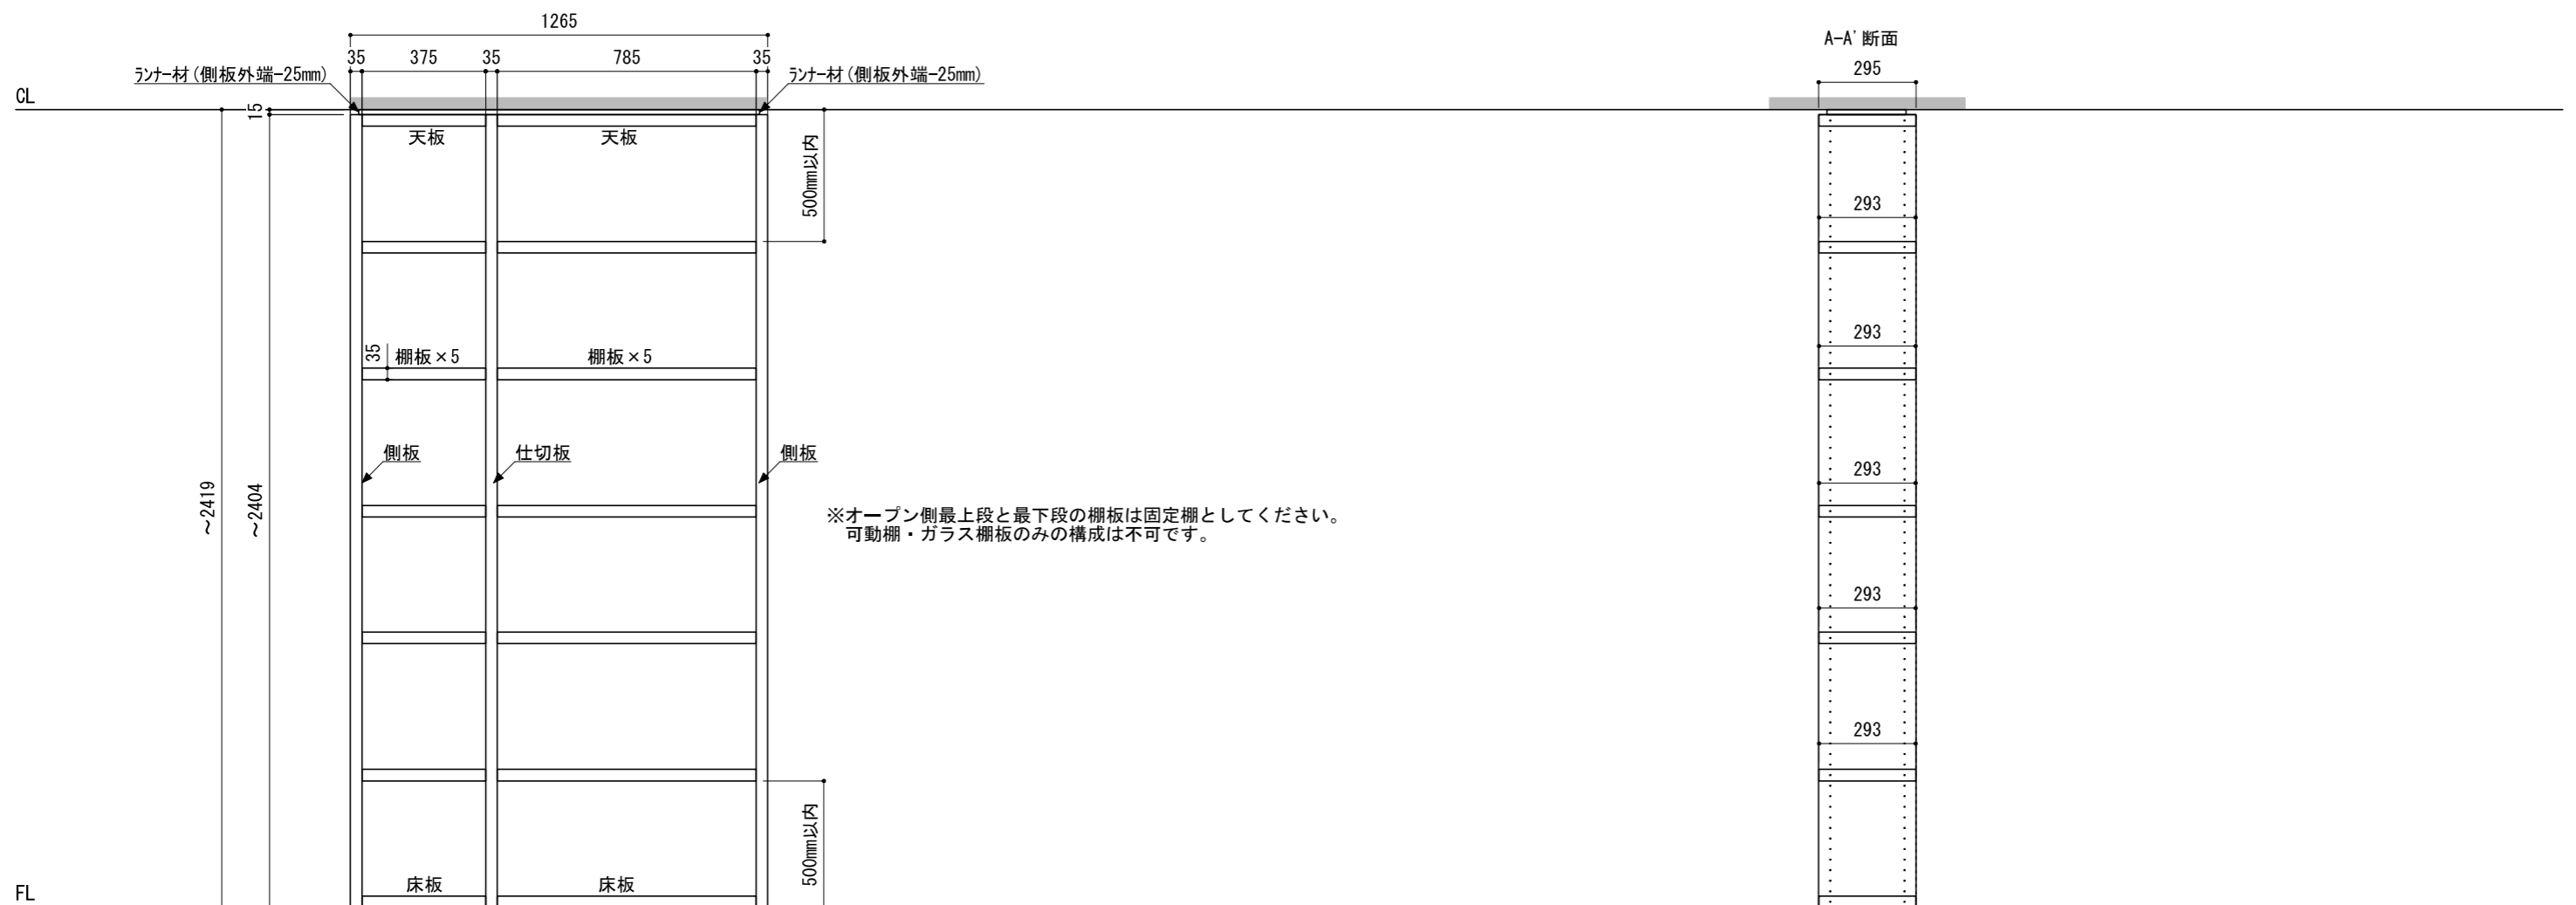 1265
A-A'断面
35 375 35 785 35
295
ﾗﾝﾅｰ材(側板外端-25mm)
ﾗﾝﾅｰ材(側板外端-25mm)
CL
15
天板 天板
500mm以内
293
293
35
棚板×5 棚板×5
側板 仕切板 側板
293
~2419
~2404
※オープン側最上段と最下段の棚板は固定棚としてください。
可動棚・ガラス棚板のみの構成は不可です。
293
293
500mm以内
床板 床板
FL